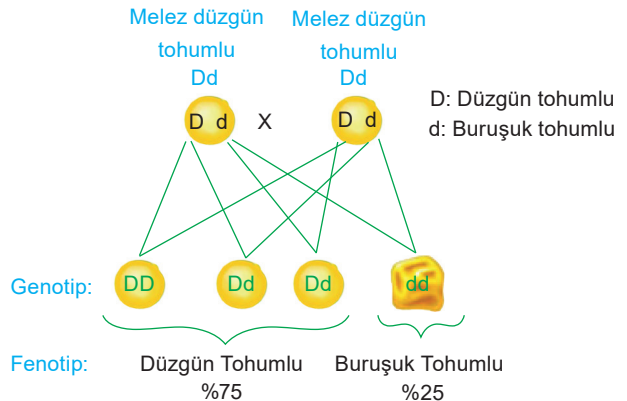 Melez düzgün
tohumlu
Dd
Melez düzgün
tohumlu
Dd
D d X D d
D: Düzgün tohumlu
d: Buruşuk tohumlu
Genotip: DD Dd Dd dd
Fenotip: Düzgün Tohumlu Buruşuk Tohumlu
%75 %25